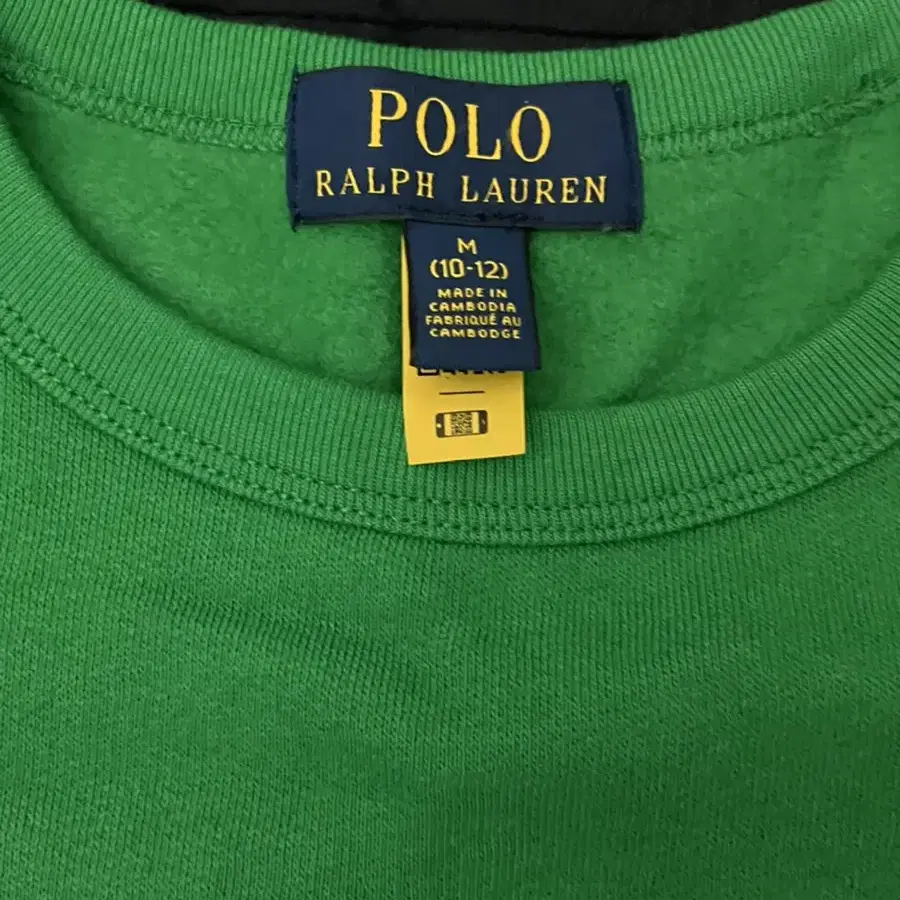 POLO
RALPH LAUREN
M
(10-12)
MADE IN
CAMBODIA
FABRIQUÉ AU
CAMBODGE